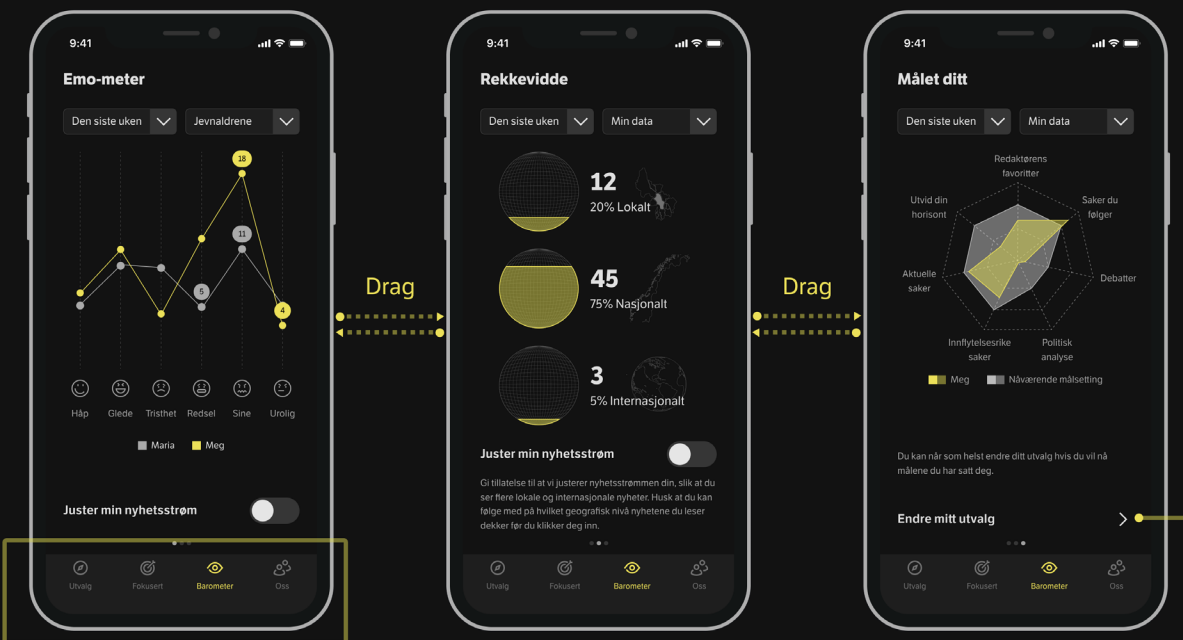 9:41
Emo-meter
Den siste uken
Jevnaldrene
18
11
5
4
Håp
Glede
Tristhet
Redsel
Sine
Urolig
Maria
Meg
Juster min nyhetsstrøm
Utvalg
Fokusert
Barometer
Oss
Drag
9:41
Rekkevidde
Den siste uken
Min data
12
20% Lokalt
45
75% Nasjonalt
3
5% Internasjonalt
Juster min nyhetsstrøm
Gi tillatelse til at vi justerer nyhetsstrømmen din, slik at du
ser flere lokale og internasjonale nyheter. Husk at du kan
følge med på hvilket geografisk nivå nyhetene du leser
dekker før du klikker deg inn.
Utvalg
Fokusert
Barometer
Oss
Drag
9:41
Målet ditt
Den siste uken
Min data
Redaktørens
favoritter
Utvid din
horisont
Saker du
følger
Aktuelle
saker
Debatter
Innflytelsesrike
saker
Politisk
analyse
Meg
Nåværende målsetting
Du kan når som helst endre ditt utvalg hvis du vil nå
målene du har satt deg.
Endre mitt utvalg
Utvalg
Fokusert
Barometer
Oss